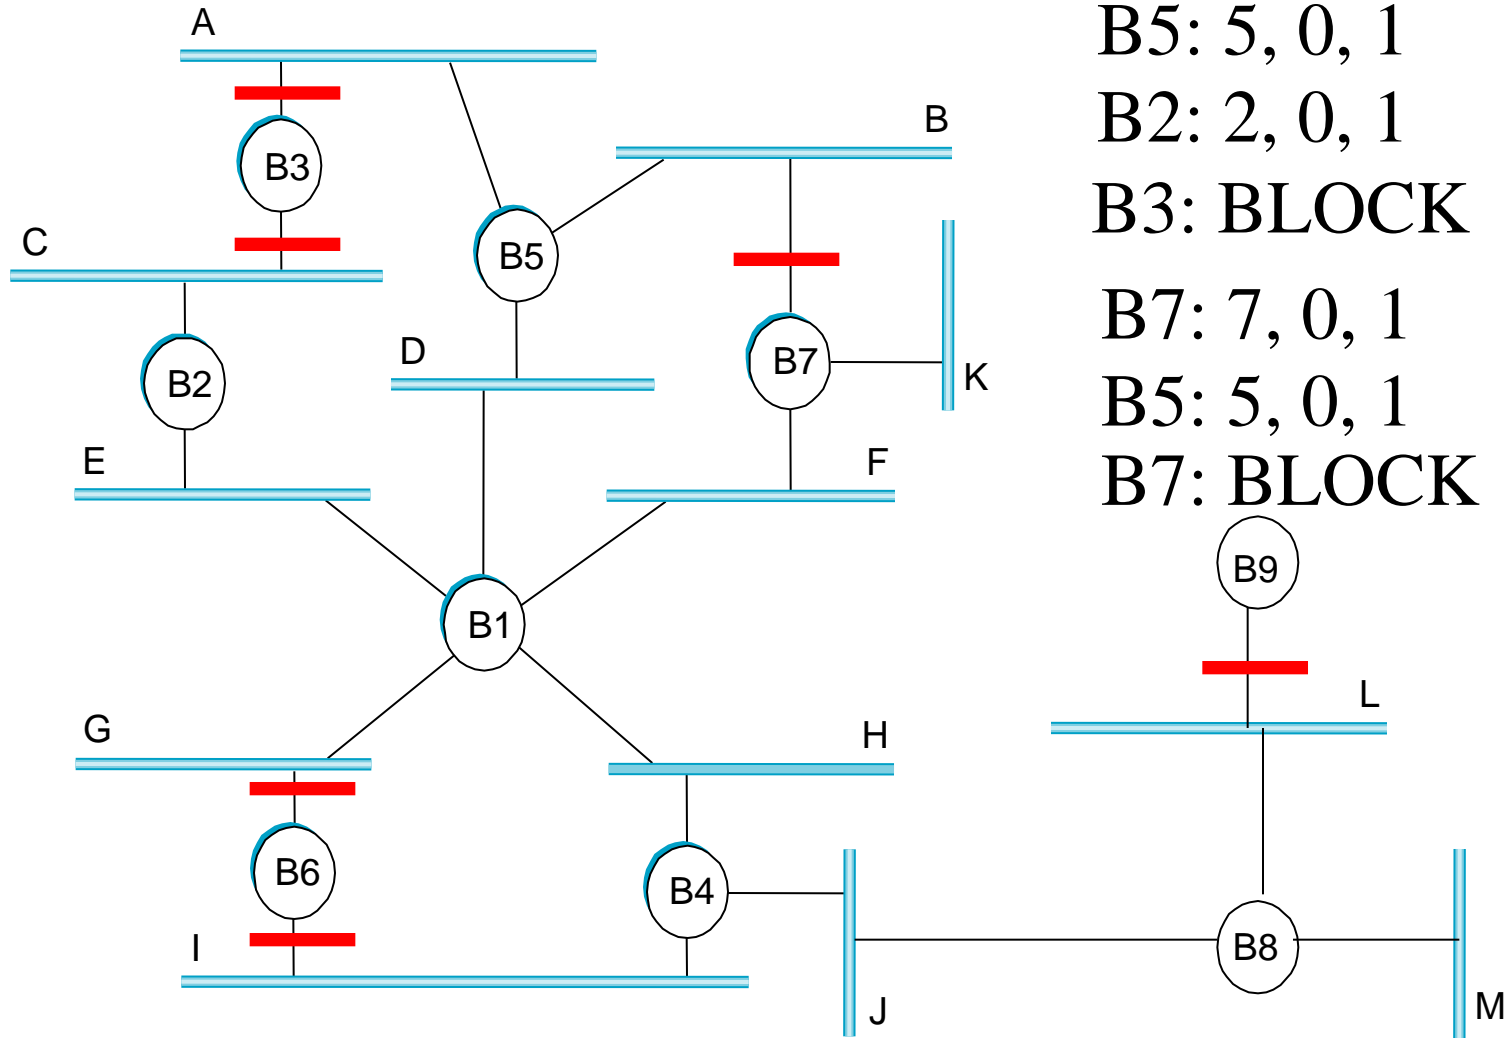 A
B5: 5, 0, 1
B2: 2, 0, 1
B
B3
B3: BLOCK
C
B5
B7: 7, 0, 1
D
B7
K
B2
B5: 5, 0, 1
E
F
B7: BLOCK
B9
B1
L
G
H
B6
B4
I
B8
J
M